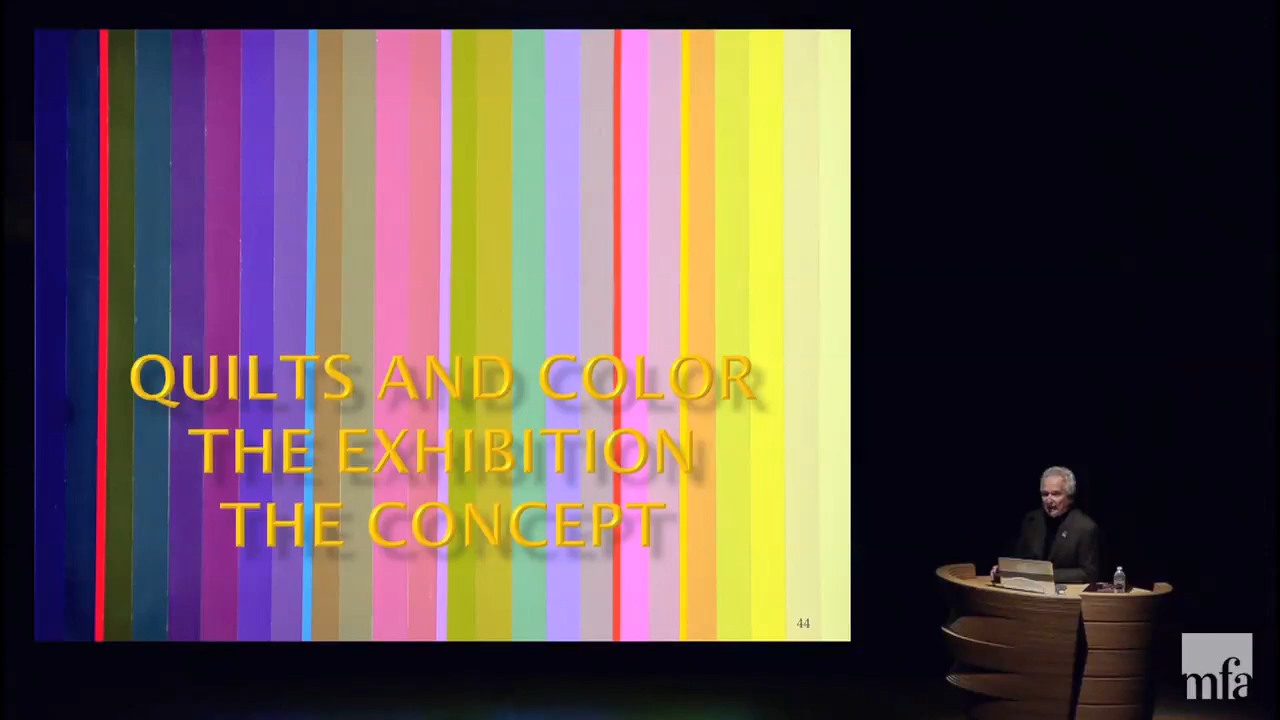 QUILTS AND COLOR
THE EXHIBITION
THE CONCEPT
44
mfa